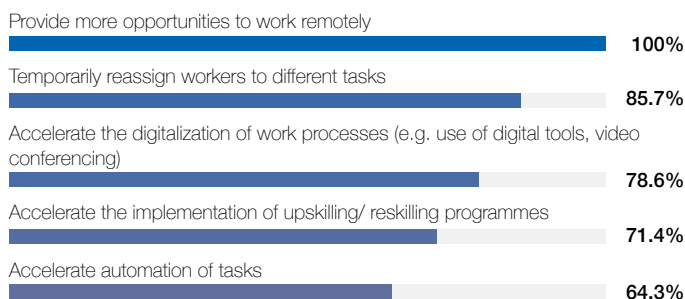 Provide more opportunities to work remotely
100%
Temporarily reassign workers to different tasks
85.7%
Accelerate the digitalization of work processes (e.g. use of digital tools, video
conferencing)
78.6%
Accelerate the implementation of upskilling/ reskilling programmes
71.4%
Accelerate automation of tasks
64.3%